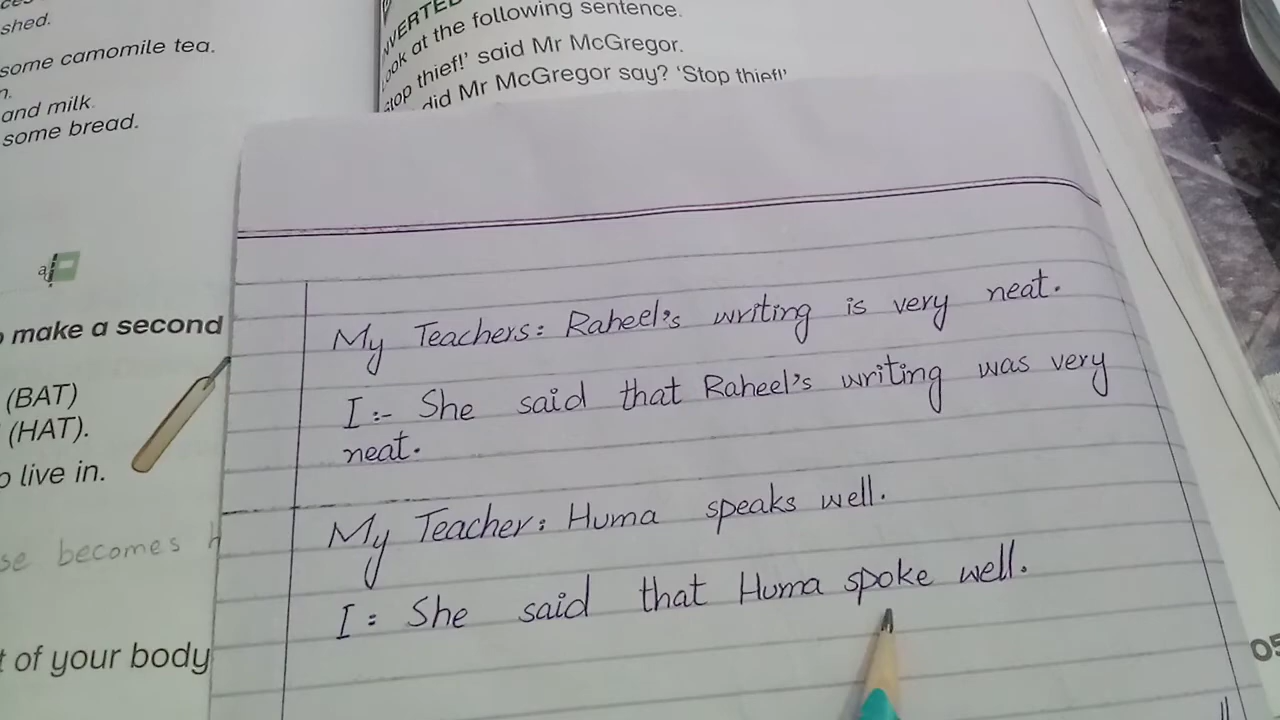 shed.
some camomile tea.
and milk.
some bread.
make a second
(BAT)
(HAT).
live in.
se becomes
of your body
at the following sentence.
thief!' said Mr McGregor.
did Mr McGregor say? 'Stop thief!'
My Teachers: Raheel's writing is very neat.
I:- She said that Raheel's writing was very
neat.
My Teacher: Huma speaks well.
I: She said that Huma spoke well.
05